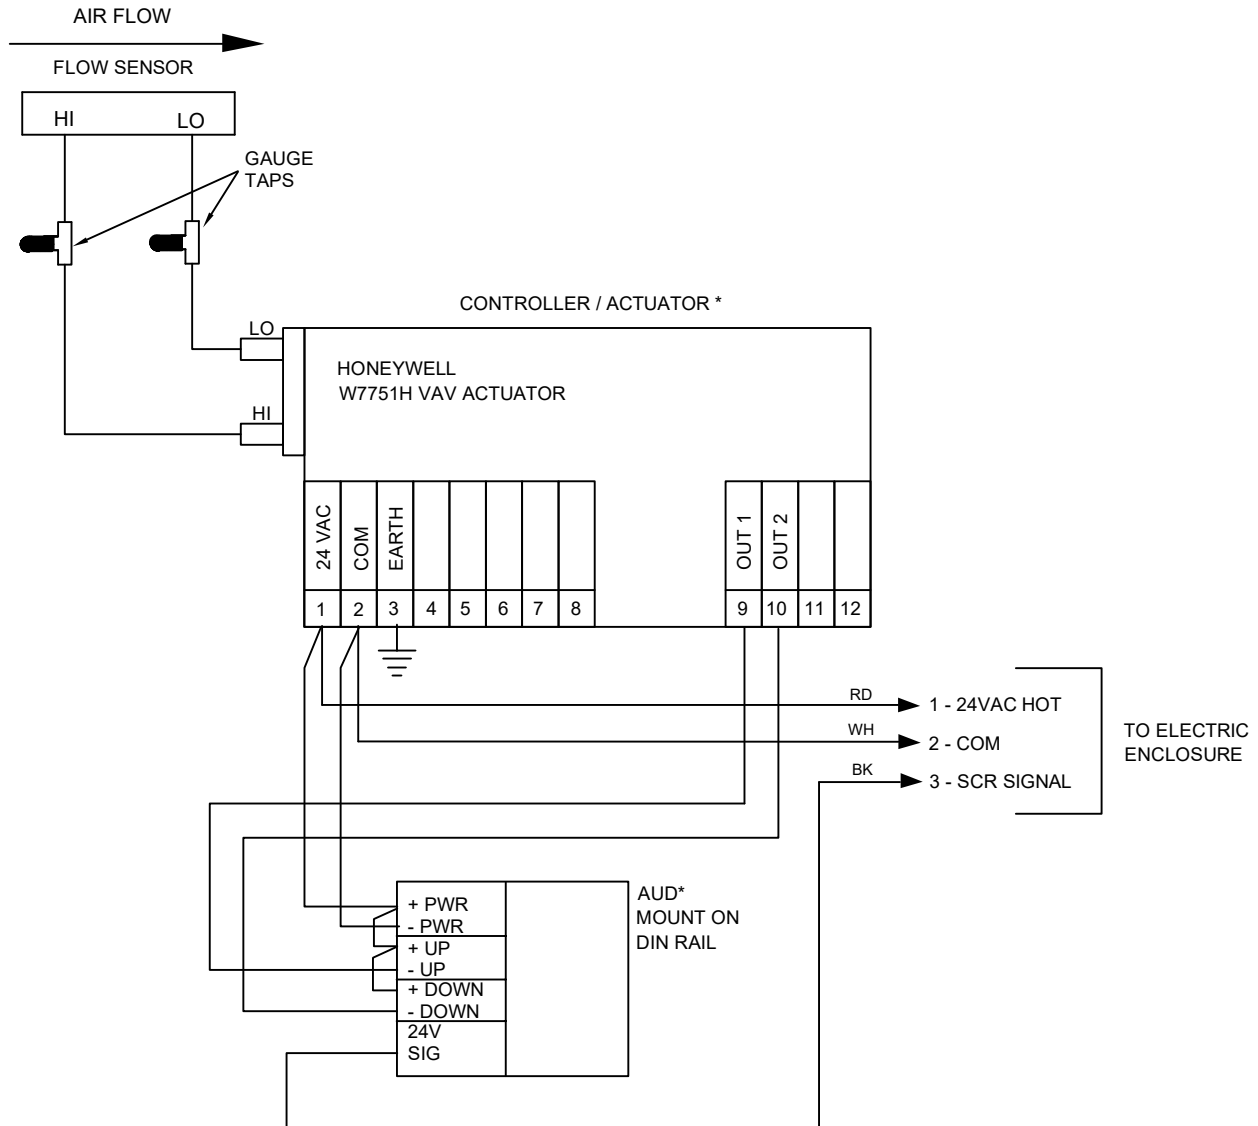 AIR FLOW
FLOW SENSOR
HI
LO
GAUGE
TAPS
CONTROLLER / ACTUATOR *
LO
HI
HONEYWELL
W7751H VAV ACTUATOR
24 VAC
COM
EARTH
OUT 1
OUT 2
1 2 3 4 5 6 7 8 9 10 11 12
RD
1 - 24VAC HOT
WH
2 - COM
BK
3 - SCR SIGNAL
TO ELECTRIC
ENCLOSURE
+ PWR
- PWR
+ UP
- UP
+ DOWN
- DOWN
24V
SIG
AUD*
MOUNT ON
DIN RAIL